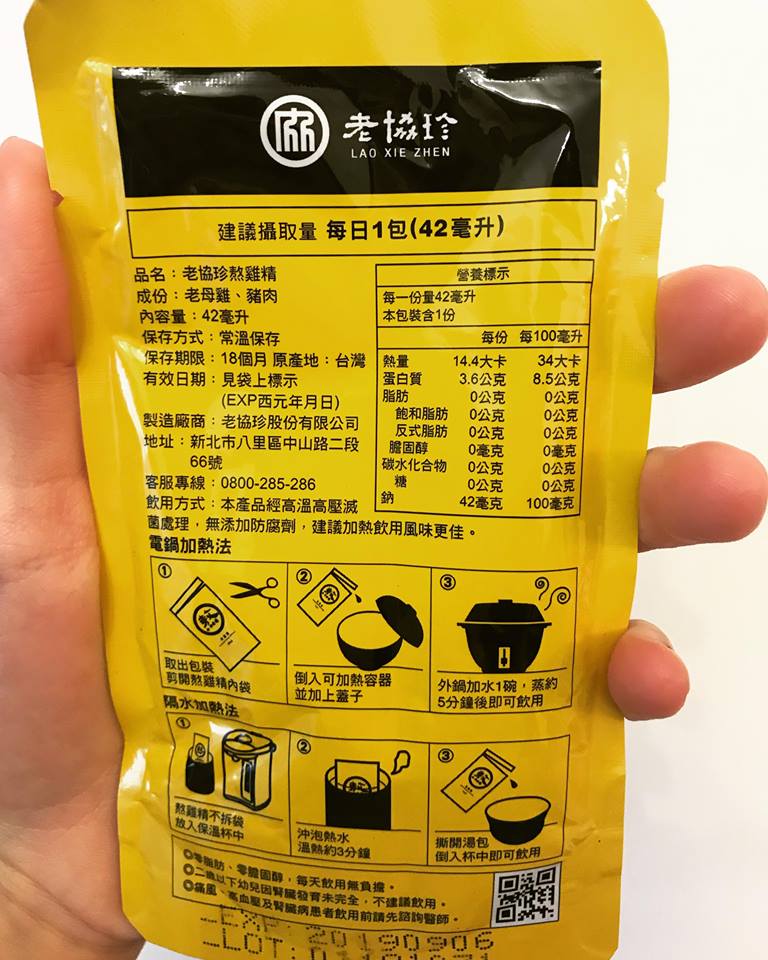 老協珍
LAO XIE ZHEN
建議攝取量 每日1包(42毫升)
品名：老協珍熬雞精
成份：老母雞、豬肉
內容量：42毫升
保存方式：常溫保存
保存期限：18個月 原產地：台灣
有效日期：見袋上標示
(EXP西元年月日)
製造廠商：老協珍股份有限公司
地址：新北市八里區中山路二段
66號
客服專線：0800-285-286
飲用方式：本產品經高溫高壓滅
菌處理，無添加防腐劑，建議加熱飲用風味更佳。
營養標示
每一份量42毫升
本包裝含1份
每份 每100毫升
熱量 14.4大卡 34大卡
蛋白質 3.6公克 8.5公克
脂肪 0公克 0公克
飽和脂肪 0公克 0公克
反式脂肪 0公克 0公克
膽固醇 0毫克 0毫克
碳水化合物 0公克 0公克
糖 0公克 0公克
鈉 42毫克 100毫克
電鍋加熱法
①
取出包裝
剪開熬雞精內袋
②
倒入可加熱容器
並加上蓋子
③
外鍋加水1碗，蒸約
5分鐘後即可飲用
隔水加熱法
①
熬雞精不拆袋
放入保溫杯中
②
沖泡熱水
溫熱約3分鐘
③
撕開湯包
倒入杯中即可飲用
◎零脂肪、零膽固醇，每天飲用無負擔。
◎二歲以下幼兒因腎臟發育未完全，不建議飲用。
◎痛風、高血壓及腎臟病患者飲用前請先諮詢醫師。
EXP: 20190906
LOT: